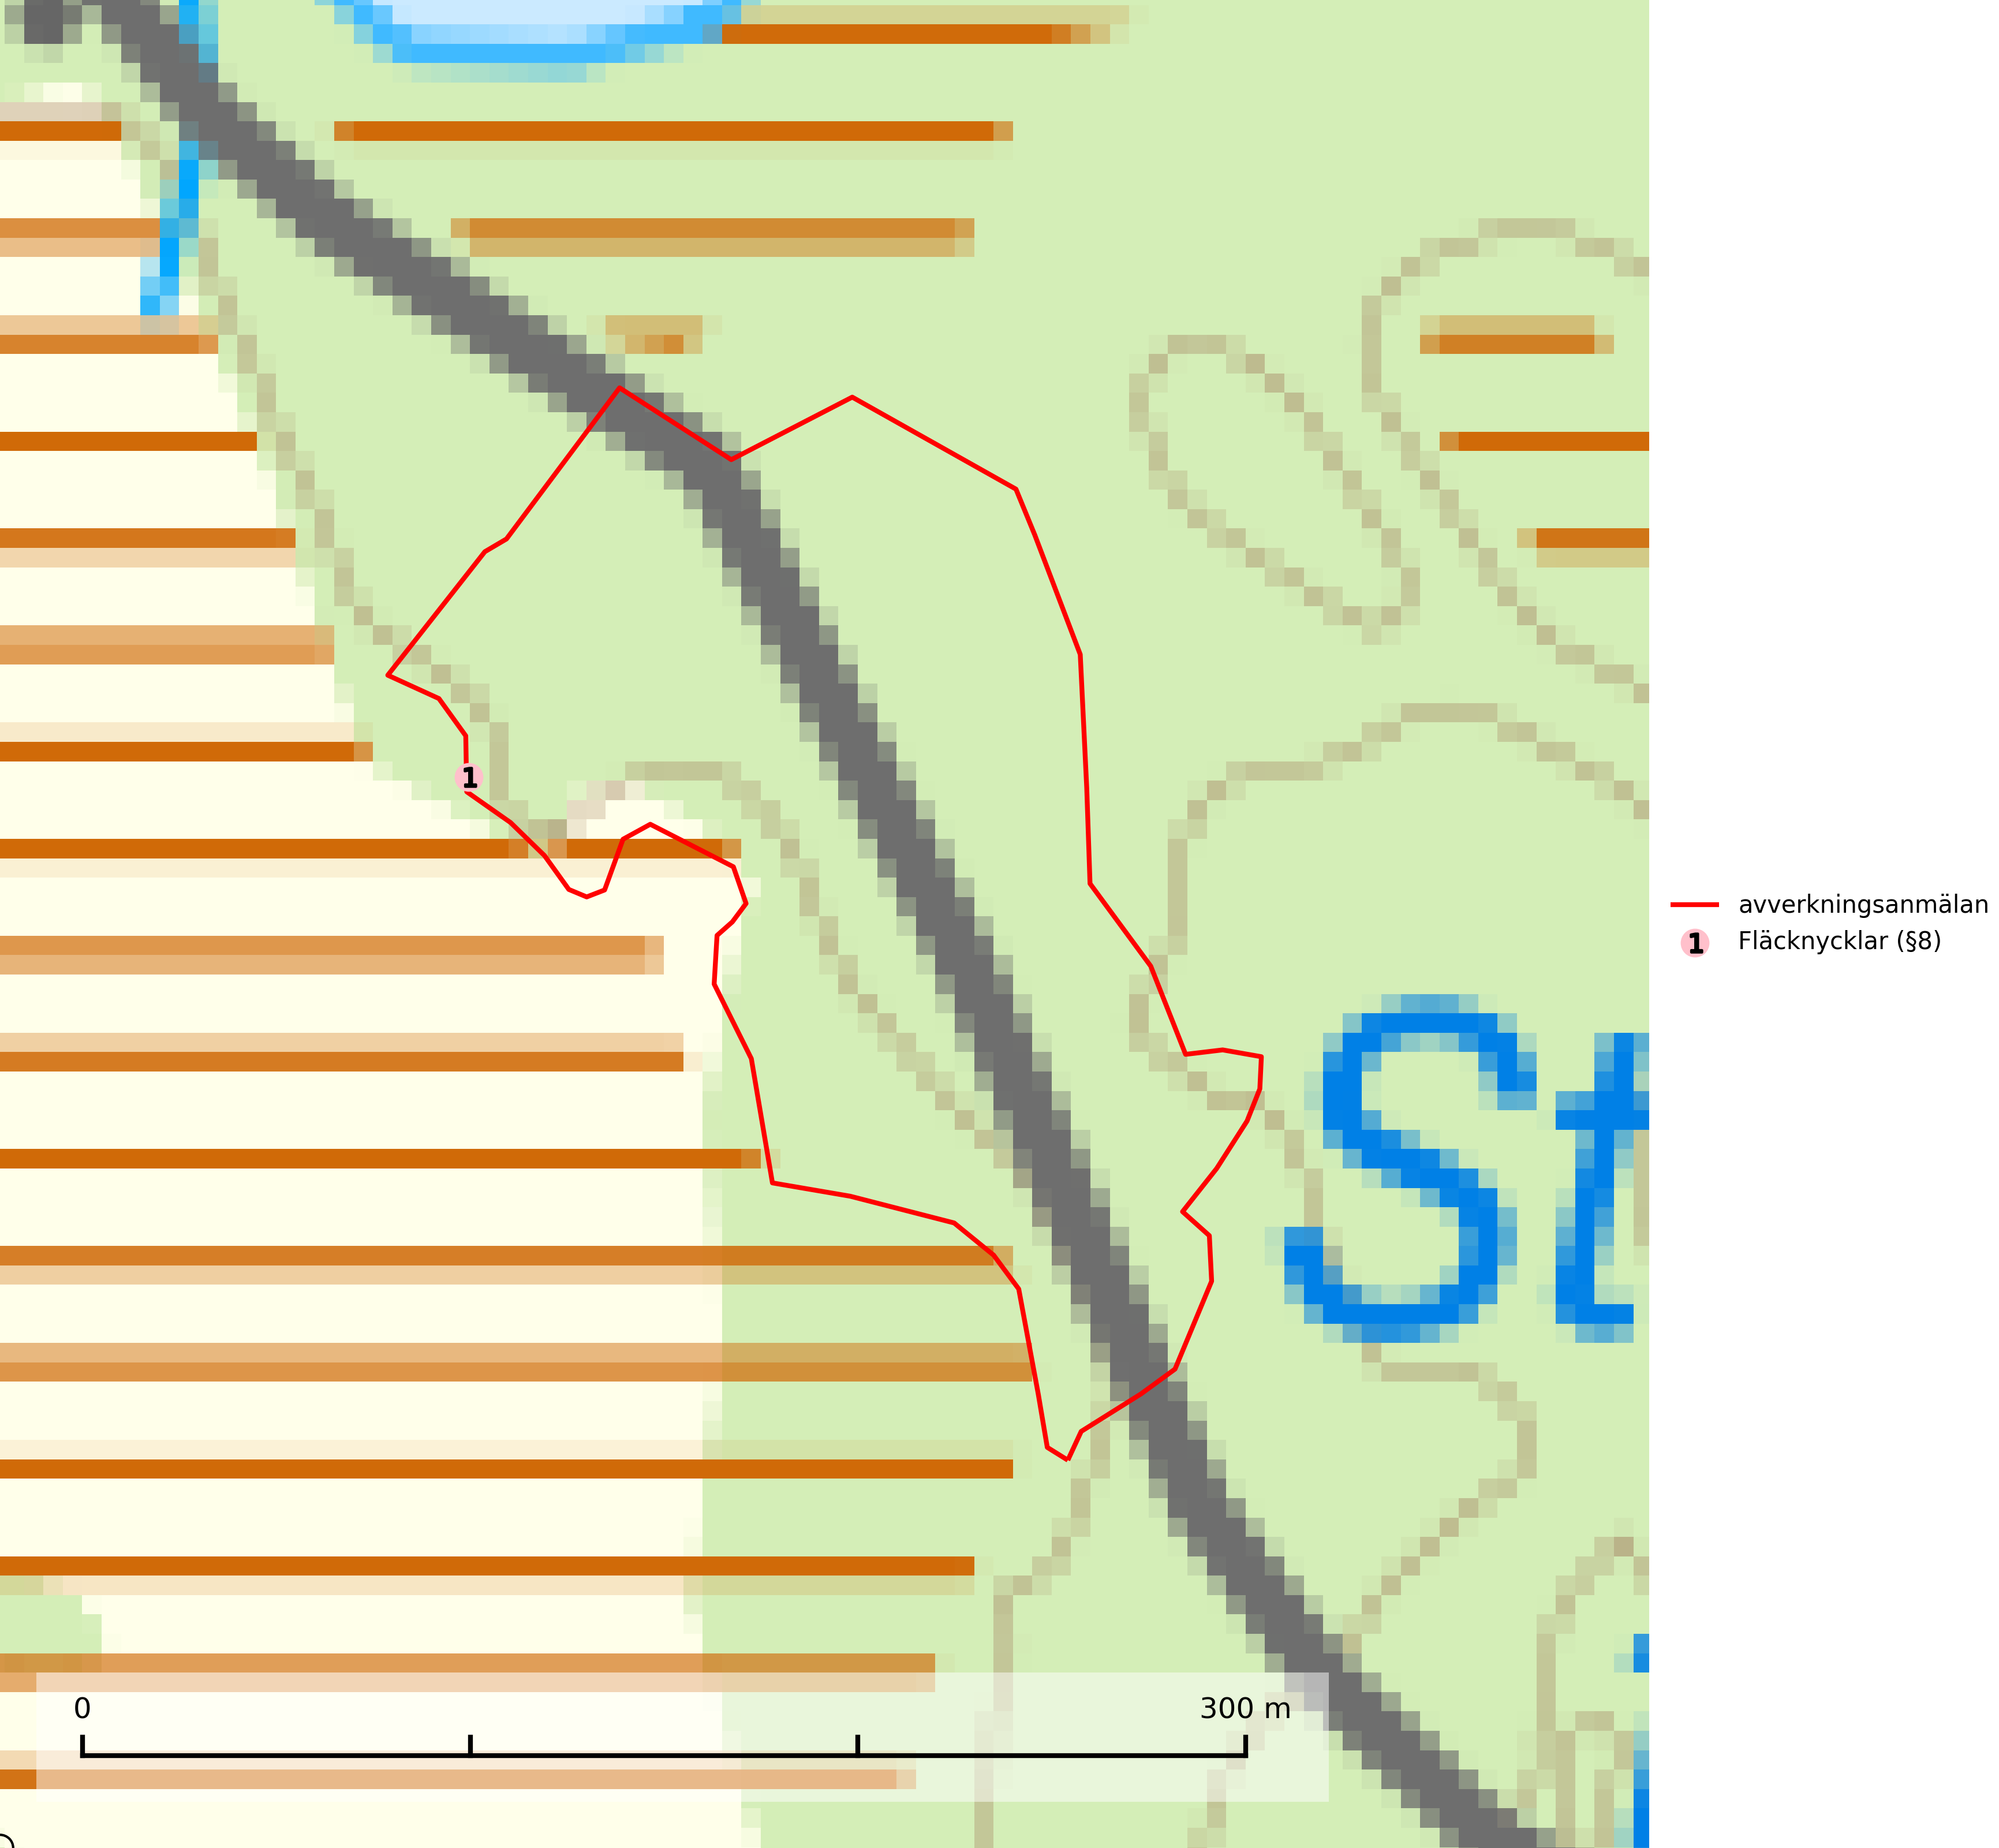 1
St
0 300 m
avverkningsanmälan
1 Fläcknycklar (§8)